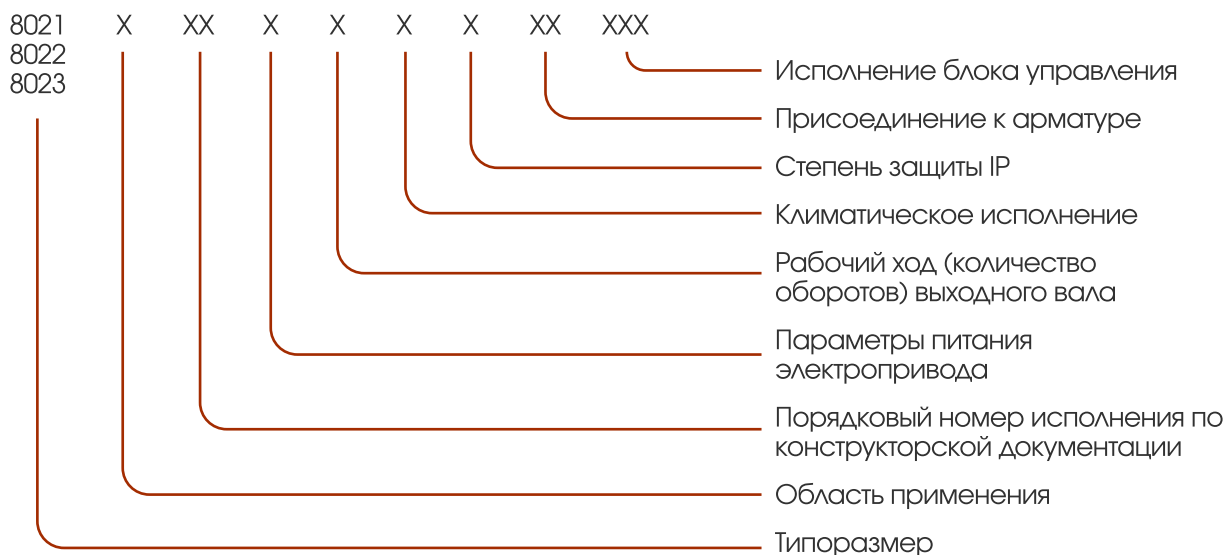 8021 X XX X X X X XX XXX
8022
8023
Исполнение блока управления
Присоединение к арматуре
Степень защиты IP
Климатическое исполнение
Рабочий ход (количество
оборотов) выходного вала
Параметры питания
электропривода
Порядковый номер исполнения по
конструкторской документации
Область применения
Типоразмер